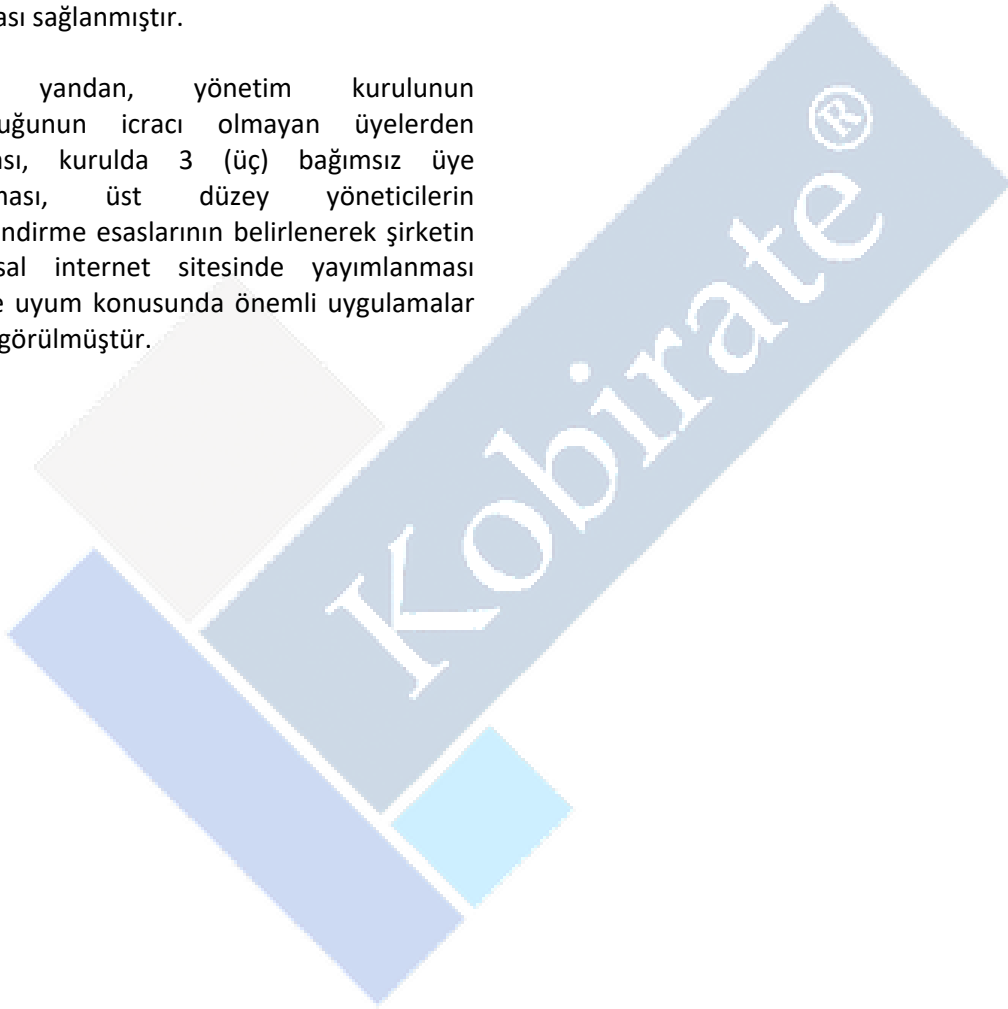 ası sağlanmıştır.
yandan, yönetim kurulunun
uğunun icracı olmayan üyelerden
ası, kurulda 3 (üç) bağımsız üye
ması, üst düzey yöneticilerin
ndirme esaslarının belirlenerek şirketin
sal internet sitesinde yayımlanması
e uyum konusunda önemli uygulamalar
görülmüştür.
Kobirate®